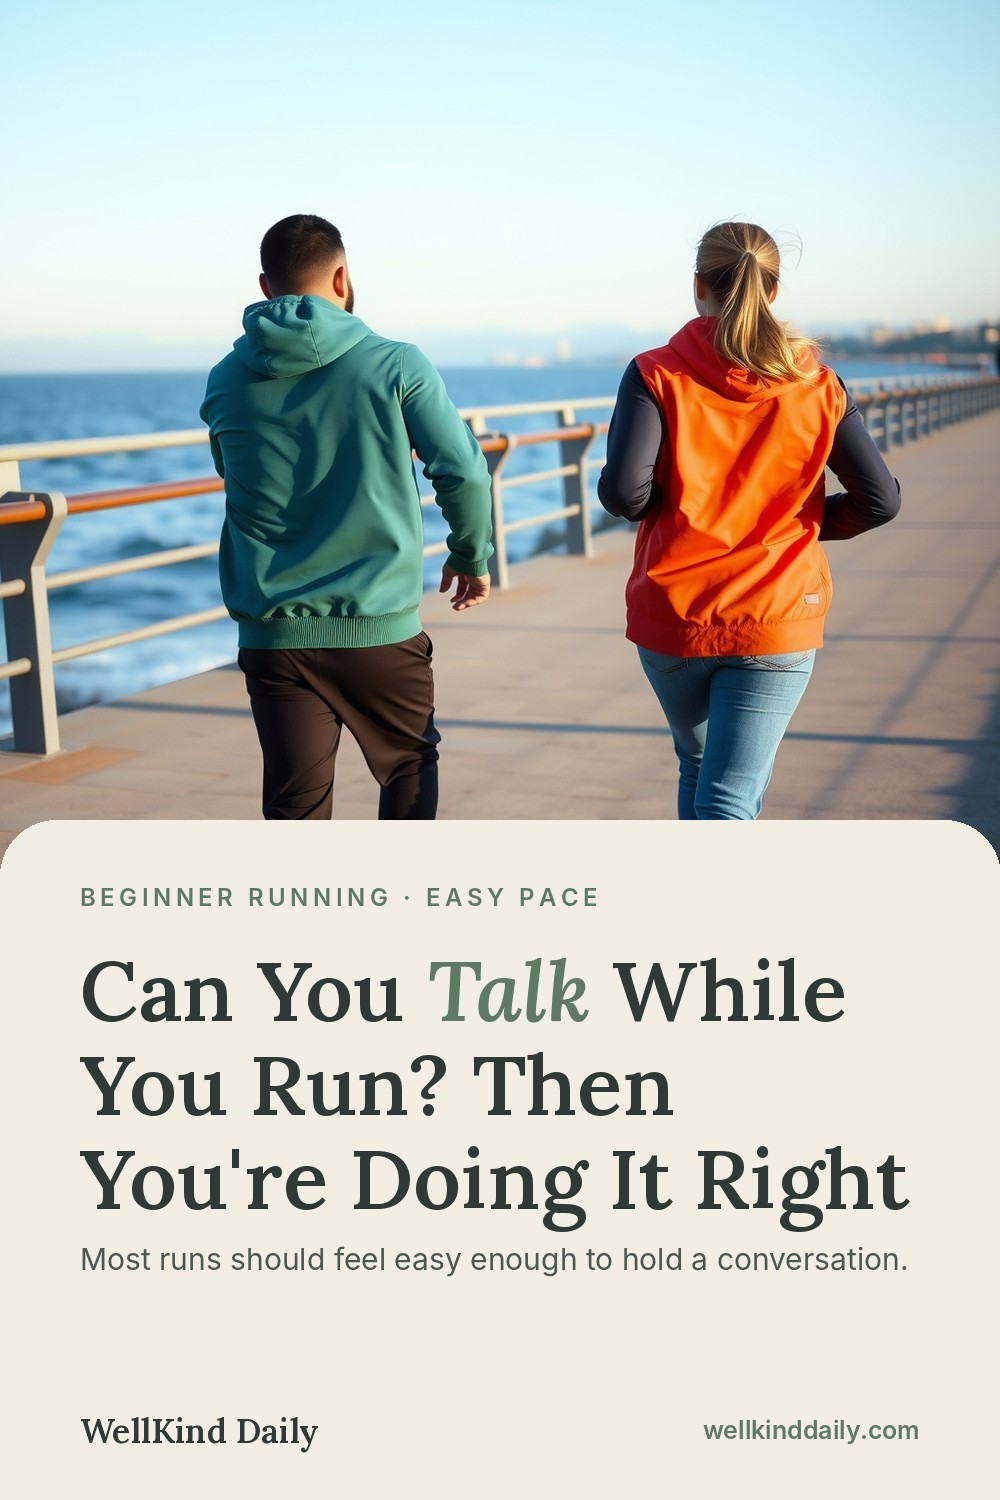 BEGINNER RUNNING · EASY PACE
Can You Talk While
You Run? Then
You're Doing It Right
Most runs should feel easy enough to hold a conversation.
WellKind Daily
wellkinddaily.com